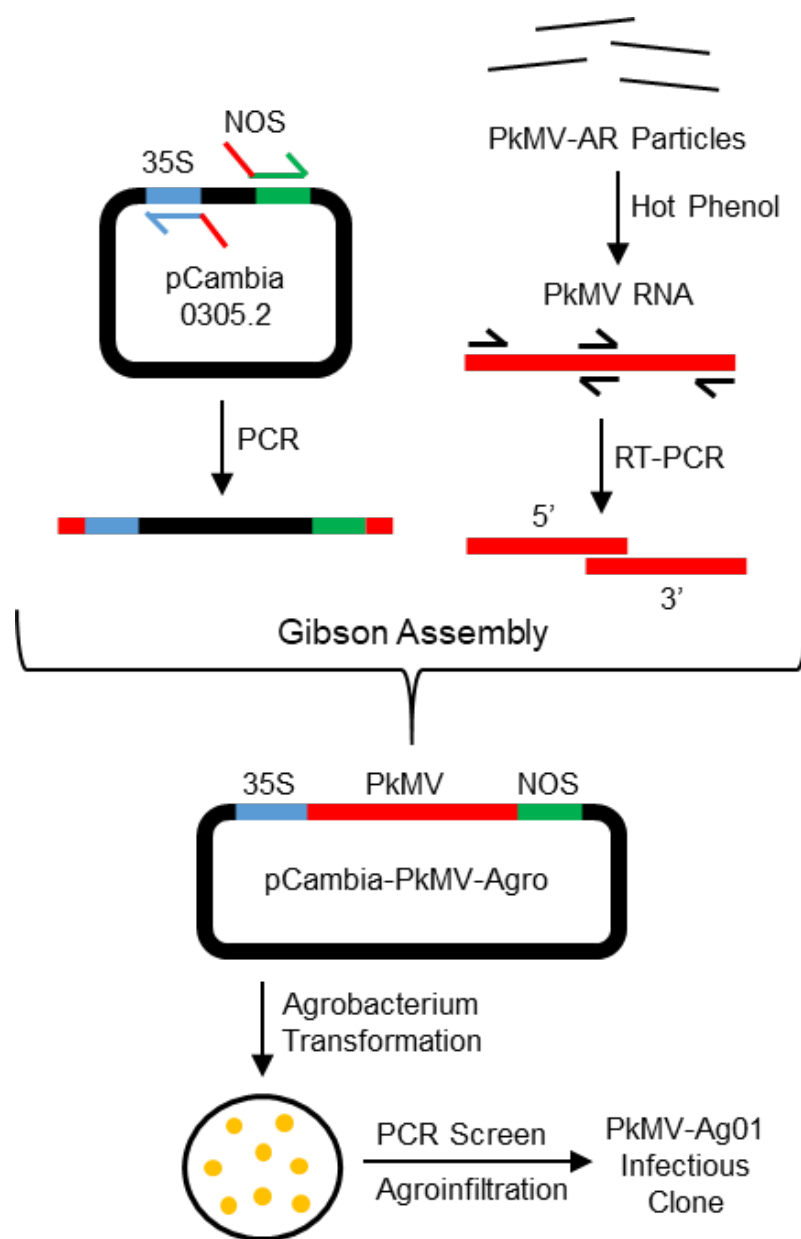 NOS
35S
pCambia
0305.2
PCR
PkMV-AR Particles
Hot Phenol
PkMV RNA
RT-PCR
5’
3’
Gibson Assembly
35S
PkMV
NOS
pCambia-PkMV-Agro
Agrobacterium
Transformation
PCR Screen
Agroinfiltration
PkMV-Ag01
Infectious
Clone